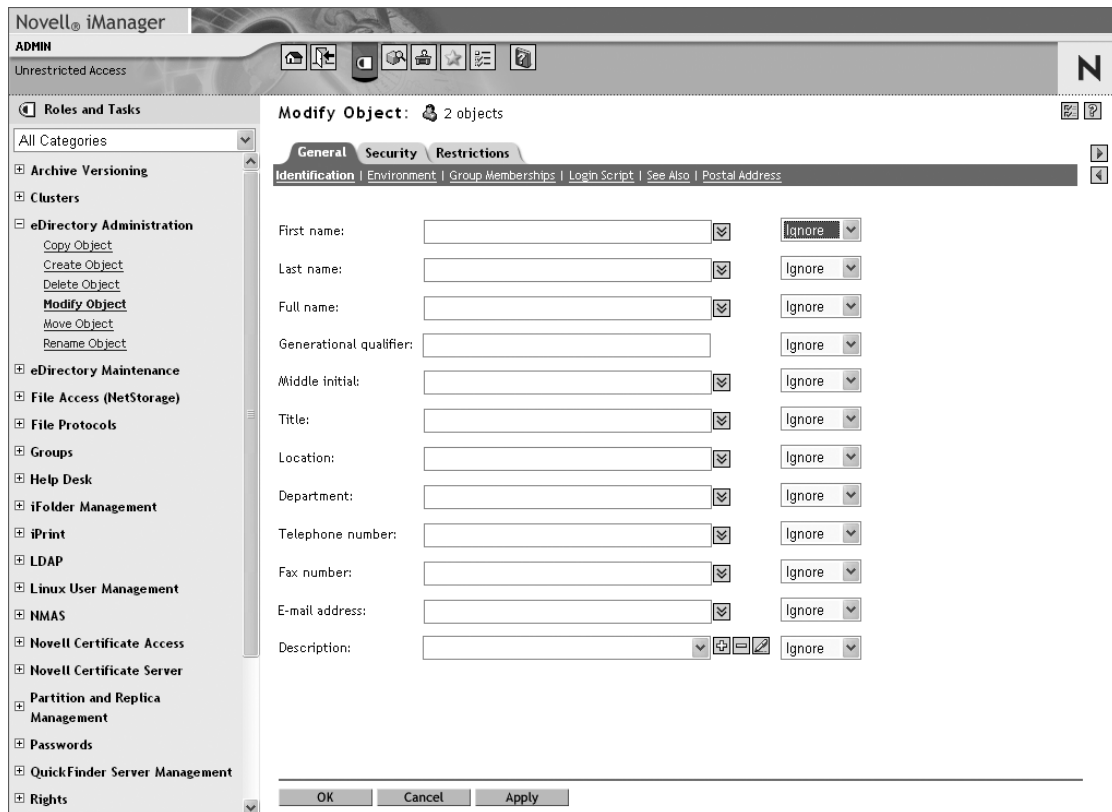 Novell® iManager
ADMIN
Unrestricted Access
N
Roles and Tasks
All Categories
Archive Versioning
Clusters
eDirectory Administration
Copy Object
Create Object
Delete Object
Modify Object
Move Object
Rename Object
eDirectory Maintenance
File Access (NetStorage)
File Protocols
Groups
Help Desk
iFolder Management
iPrint
LDAP
Linux User Management
NMAS
Novell Certificate Access
Novell Certificate Server
Partition and Replica
Management
Passwords
QuickFinder Server Management
Rights
Modify Object: 2 objects
General Security Restrictions
Identification | Environment | Group Memberships | Login Script | See Also | Postal Address
First name: Ignore
Last name: Ignore
Full name: Ignore
Generational qualifier: Ignore
Middle initial: Ignore
Title: Ignore
Location: Ignore
Department: Ignore
Telephone number: Ignore
Fax number: Ignore
E-mail address: Ignore
Description: Ignore
OK Cancel Apply